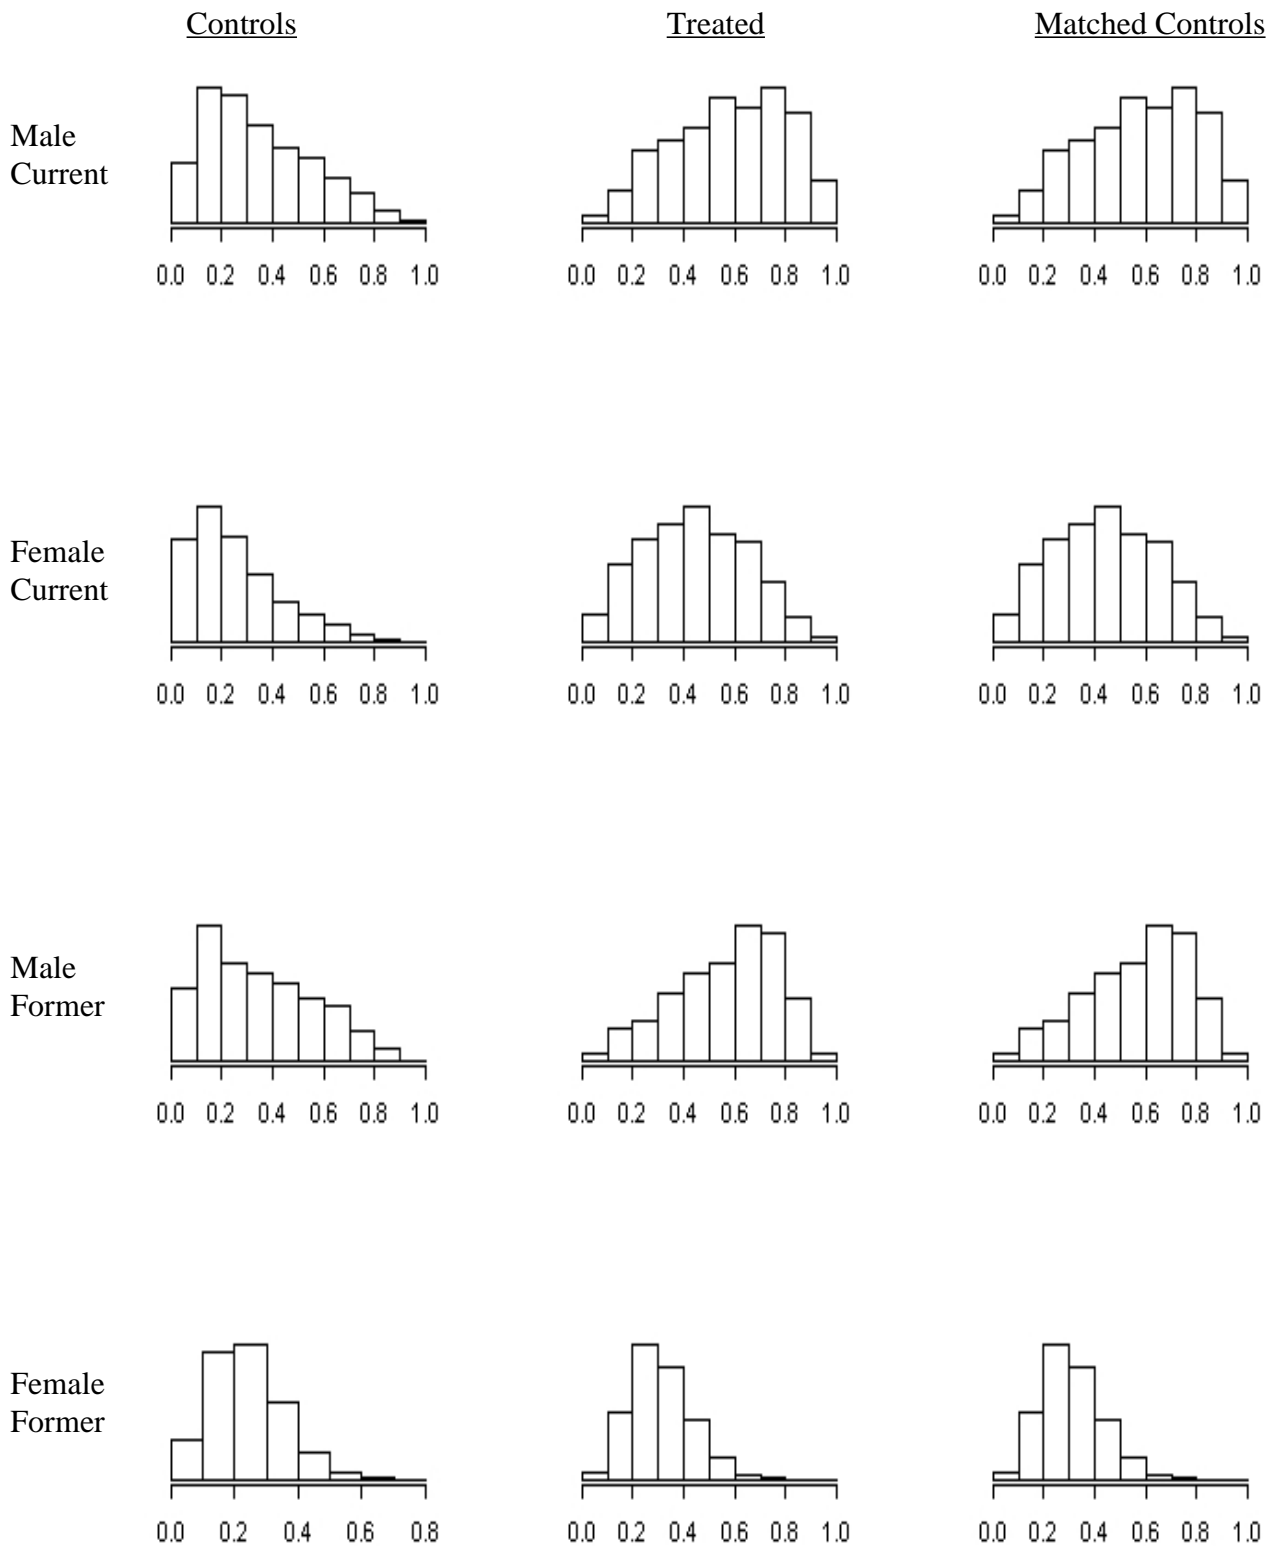 Controls Treated Matched Controls
Male
Current
0.0 0.2 0.4 0.6 0.8 1.0 0.0 0.2 0.4 0.6 0.8 1.0 0.0 0.2 0.4 0.6 0.8 1.0
Female
Current
0.0 0.2 0.4 0.6 0.8 1.0 0.0 0.2 0.4 0.6 0.8 1.0 0.0 0.2 0.4 0.6 0.8 1.0
Male
Former
0.0 0.2 0.4 0.6 0.8 1.0 0.0 0.2 0.4 0.6 0.8 1.0 0.0 0.2 0.4 0.6 0.8 1.0
Female
Former
0.0 0.2 0.4 0.6 0.8 0.0 0.2 0.4 0.6 0.8 1.0 0.0 0.2 0.4 0.6 0.8 1.0